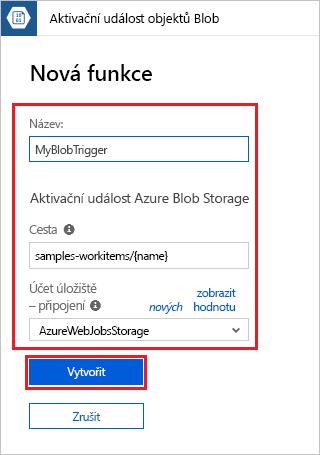 Aktivační událost objektů Blob
Nová funkce
Název:
MyBlobTrigger
Aktivační událost Azure Blob Storage
Cesta
samples-workitems/{name}
Účet úložiště
– připojení
nových
zobrazit
hodnotu
AzureWebJobsStorage
Vytvořit
Zrušit